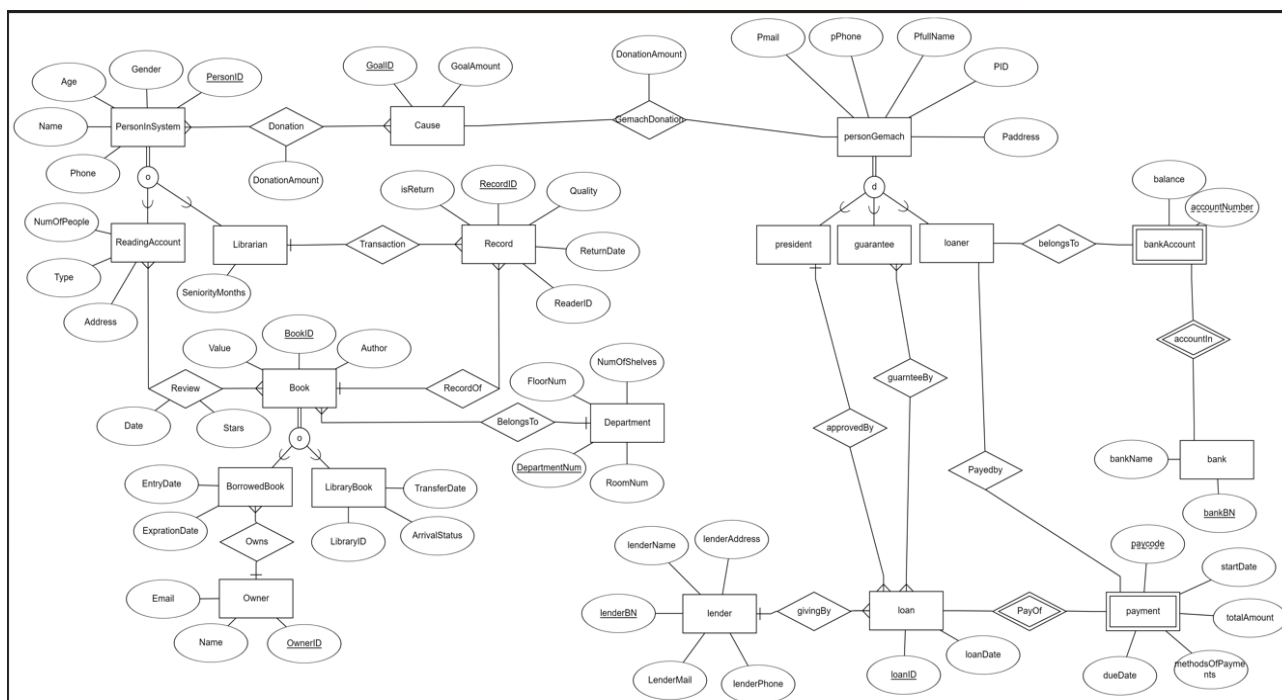 Pmail
pPhone
PfullName
PID
Paddress
DonationAmount
GoalID
GoalAmount
Gender
PersonID
Age
Name
Phone
PersonInSystem
Donation
DonationAmount
Cause
GemachDonation
personGemach
o
d
NumOfPeople
Type
Address
ReadingAccount
Librarian
SeniorityMonths
Transaction
isReturn
RecordID
Quality
ReturnDate
ReaderID
Record
president
guarantee
loaner
belongsTo
balance
accountNumber
bankAccount
accountIn
bankName
bank
bankBN
Value
BookID
Author
Book
Review
Date
Stars
RecordOf
BelongsTo
FloorNum
NumOfShelves
Department
DepartmentNum
RoomNum
o
EntryDate
ExprationDate
BorrowedBook
LibraryBook
TransferDate
LibraryID
ArrivalStatus
Owns
Email
Name
OwnerID
Owner
approvedBy
guarnteeBy
Payedby
lenderName
lenderAddress
lenderBN
lender
LenderMail
lenderPhone
givingBy
loan
loanID
loanDate
PayOf
paycode
startDate
payment
totalAmount
dueDate
methodsOfPayme
nts